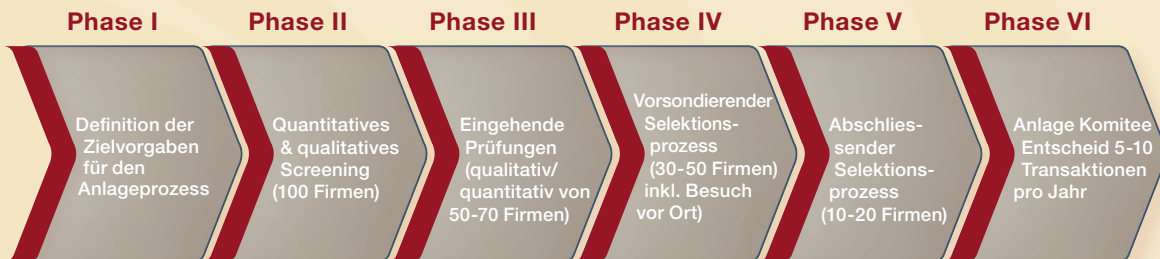 Phase I
Phase II
Phase III
Phase IV
Phase V
Phase VI
Definition der
Zielvorgaben
für den
Anlageprozess
Quantitatives
& qualitatives
Screening
(100 Firmen)
Eingehende
Prüfungen
(qualitativ/
quantitativ von
50-70 Firmen)
Vorsondierender
Selektions-
prozess
(30-50 Firmen)
inkl. Besuch
vor Ort)
Abschlies-
sender
Selektions-
prozess
(10-20 Firmen)
Anlage Komitee
Entscheid 5-10
Transaktionen
pro Jahr